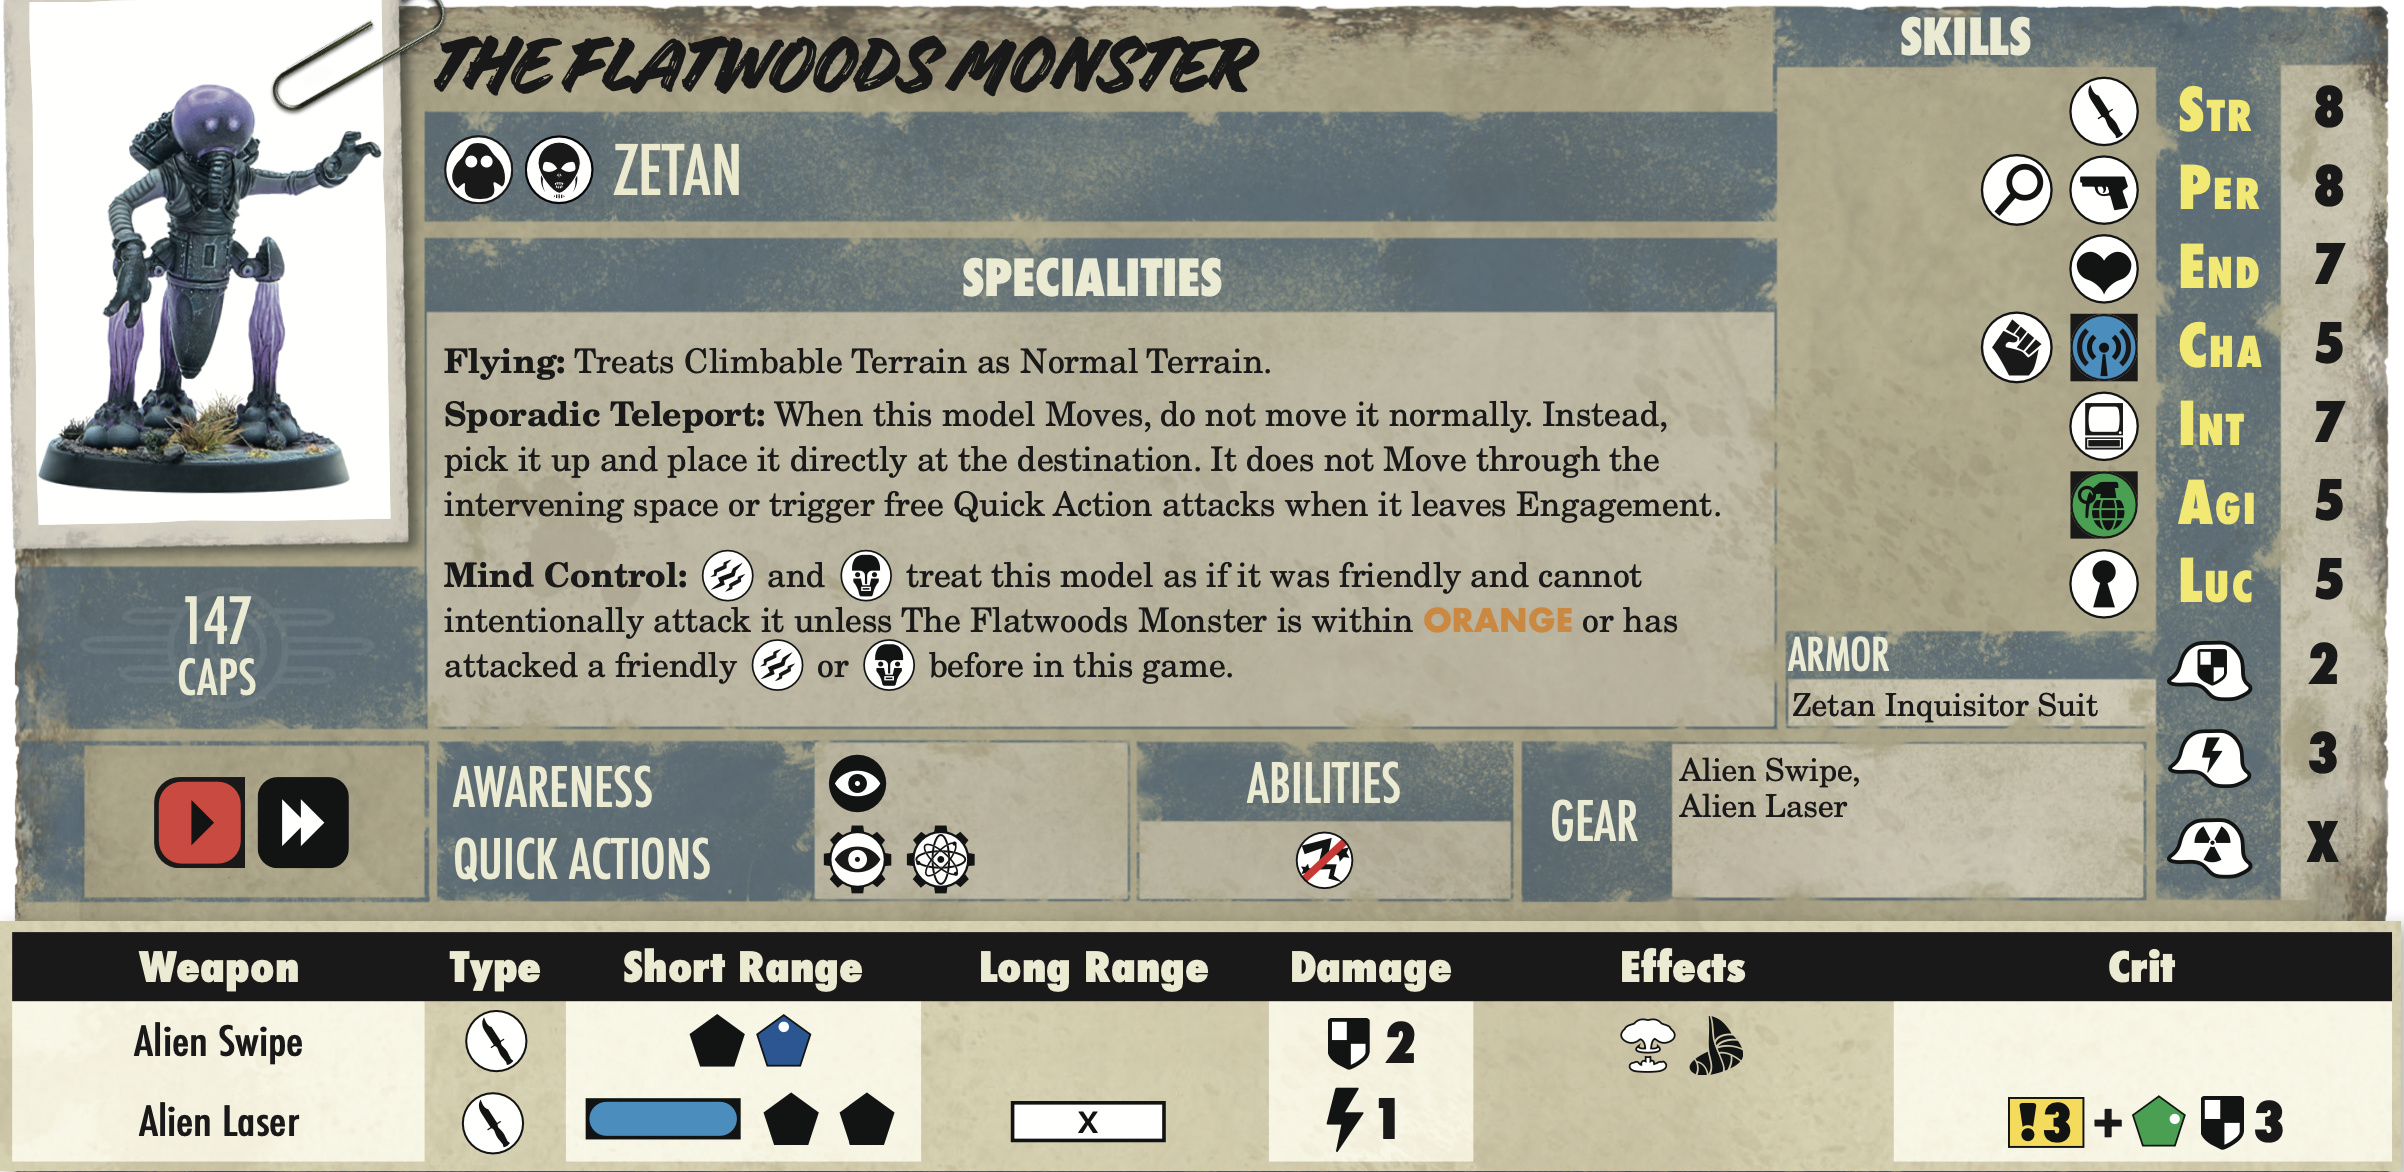 THE FLATWOODS MONSTER
ZETAN
SPECIALITIES
Flying: Treats Climbable Terrain as Normal Terrain.
Sporadic Teleport: When this model Moves, do not move it normally. Instead,
pick it up and place it directly at the destination. It does not Move through the
intervening space or trigger free Quick Action attacks when it leaves Engagement.
Mind Control: and treat this model as if it was friendly and cannot
intentionally attack it unless The Flatwoods Monster is within ORANGE or has
attacked a friendly or before in this game.
147
CAPS
AWARENESS
QUICK ACTIONS
ABILITIES
GEAR
Alien Swipe,
Alien Laser
SKILLS
STR 8
PER 8
END 7
CHA 5
INT 7
AGI 5
LUC 5
ARMOR
Zetan Inquisitor Suit
2
3
X
Weapon Type Short Range Long Range Damage Effects Crit
Alien Swipe 2
Alien Laser X 1 !3 + 3